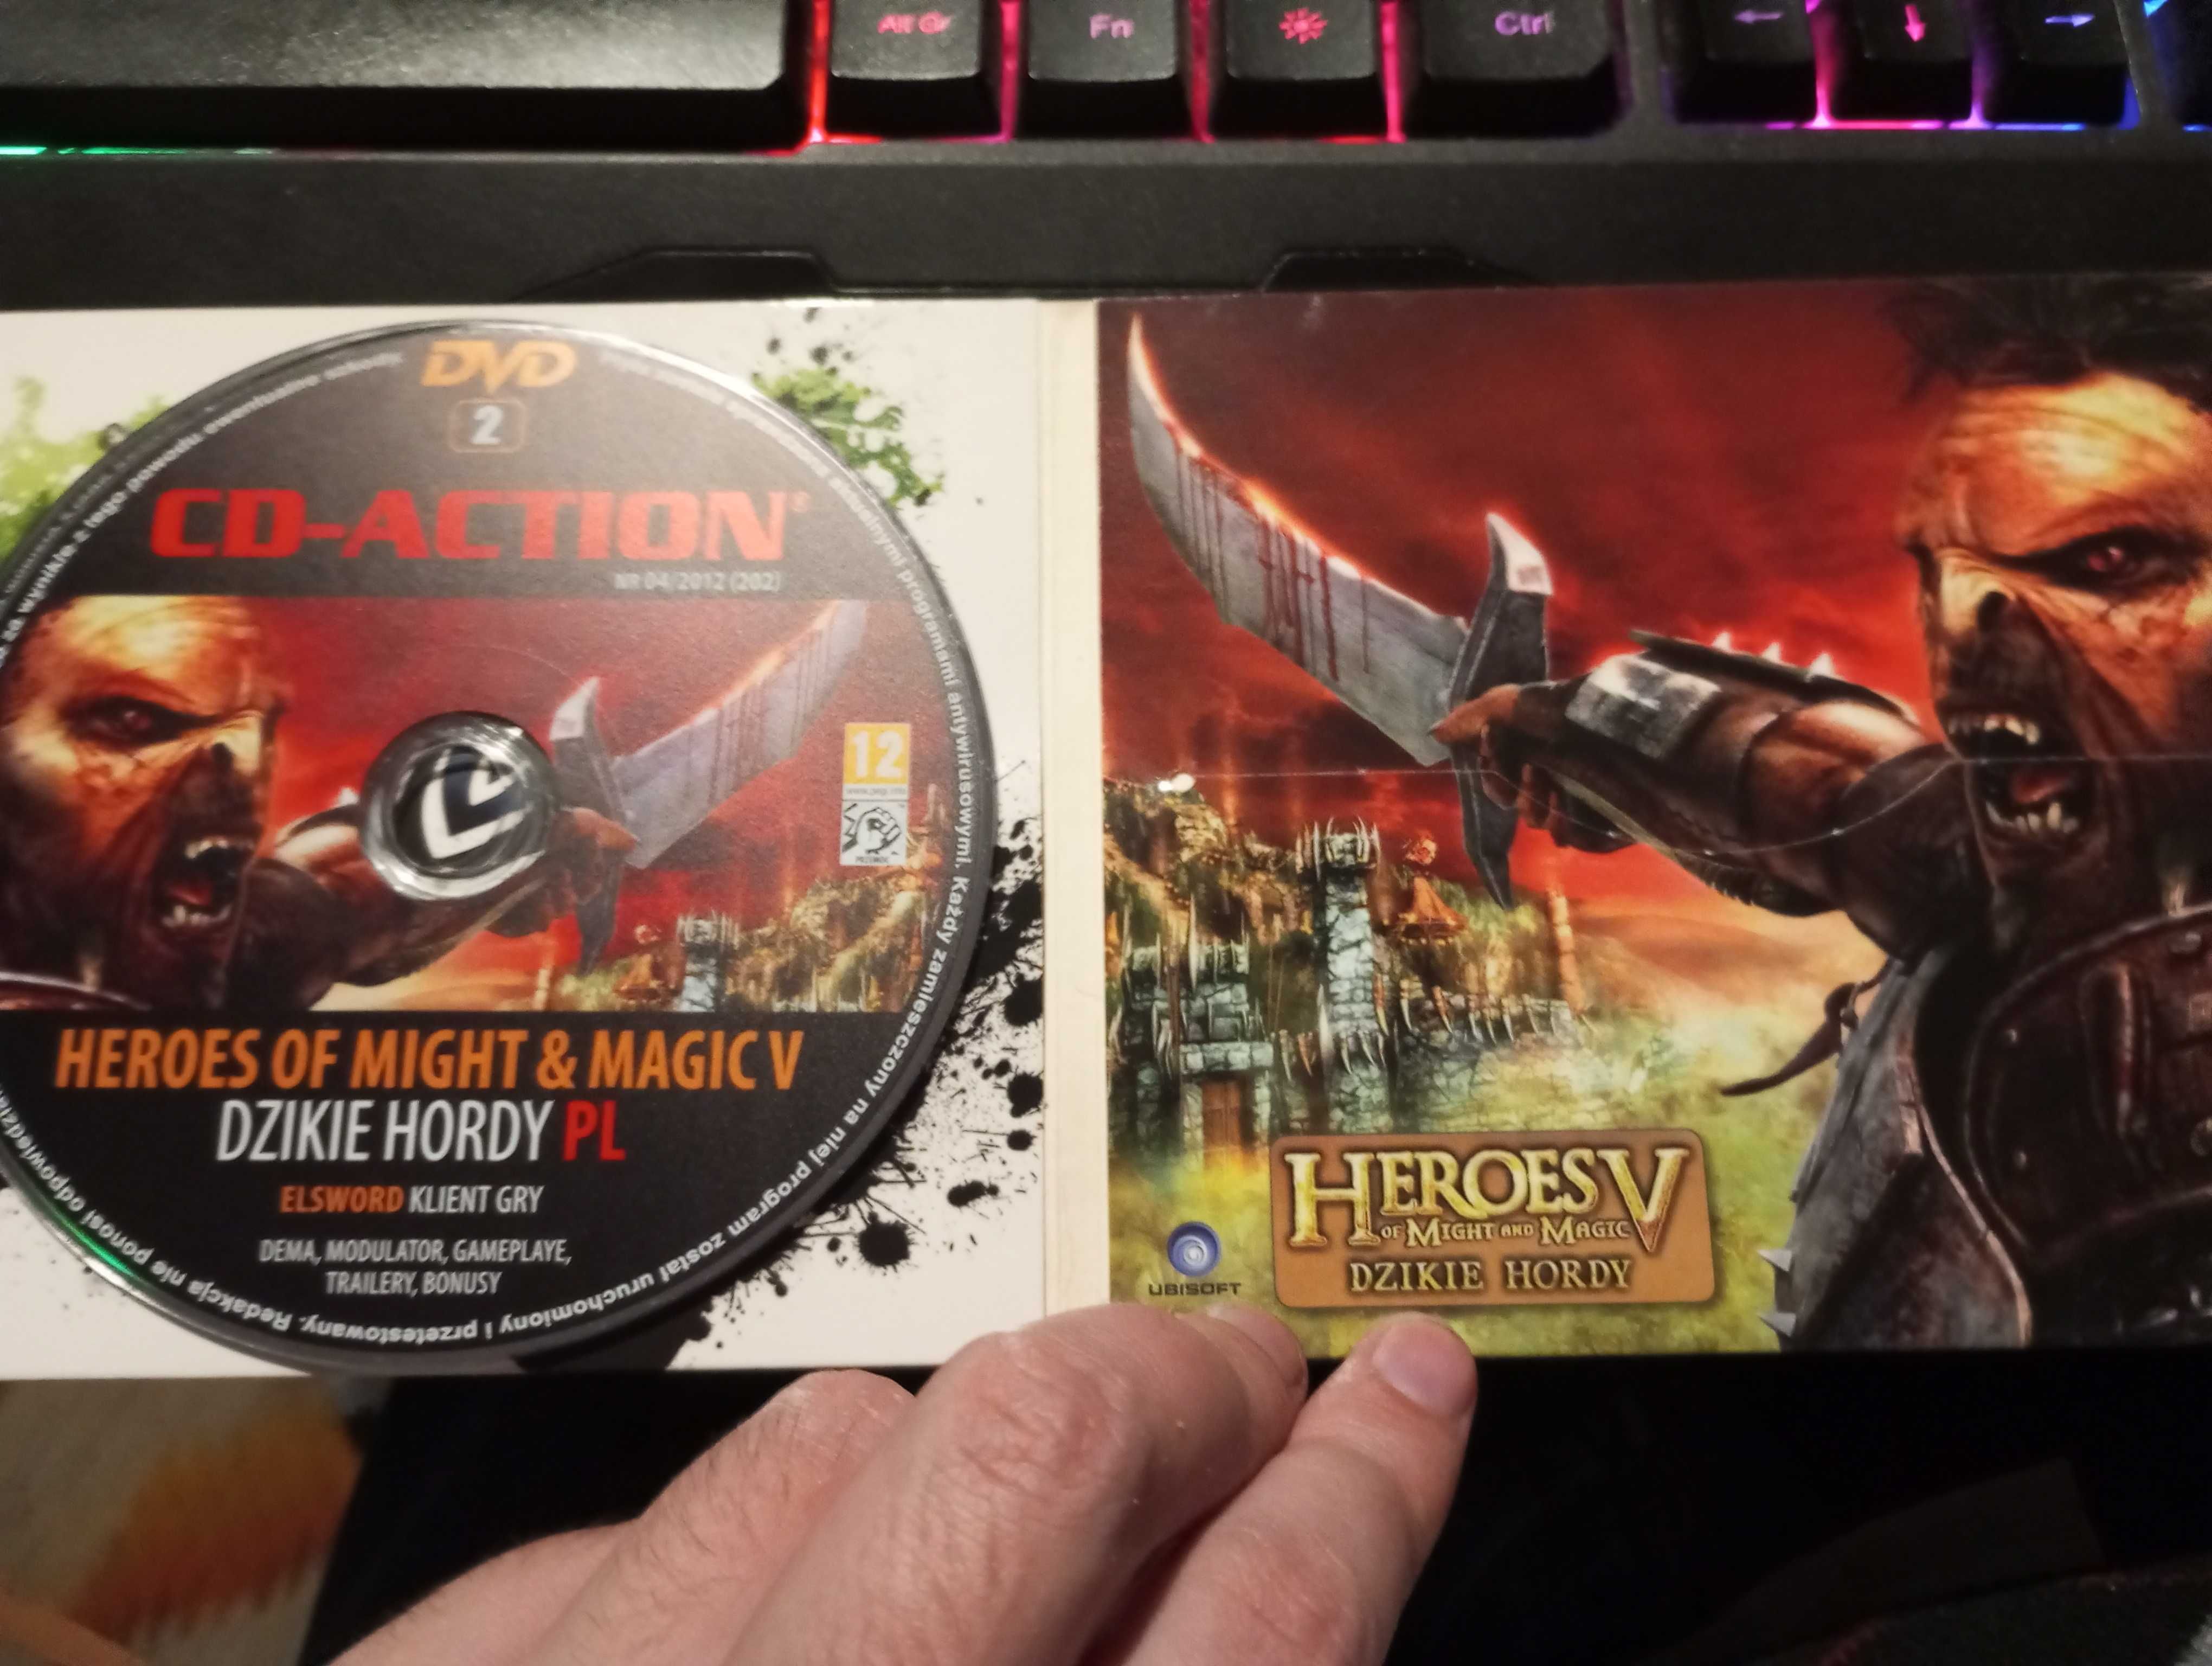 Alt Gr
Fn
Ctrl
DVD
2
CD-ACTION®
NR 04/2012 (202)
12
PRZEMOC
HEROES OF MIGHT & MAGIC V
DZIKIE HORDY PL
ELSWORD KLIENT GRY
DEMA, MODULATOR, GAMEPLAYE,
TRAILERY, BONUSY
aktualnymi programami antywirusowymi. Każdy zamieszczony na niej program został uruchomiony i przetestowany. Redakcja nie ponosi
HEROES V
OF MIGHT AND MAGIC
DZIKIE HORDY
UBISOFT